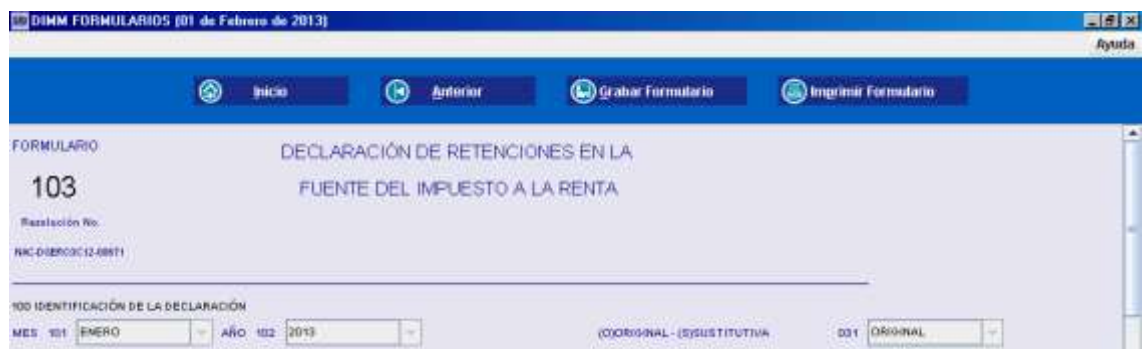 DIMM FORMULARIOS (01 de Febrero de 2013)
Ayuda
Inicio Anterior Grabar Formulario Imprimir Formulario
FORMULARIO
DECLARACIÓN DE RETENCIONES EN LA
103
FUENTE DEL IMPUESTO A LA RENTA
Resolución No.
100 IDENTIFICACIÓN DE LA DECLARACIÓN
MES 101 ENERO AÑO 102 2013 (O)ORIGINAL - (S)SUSTITUTIVA 031 ORIGINAL